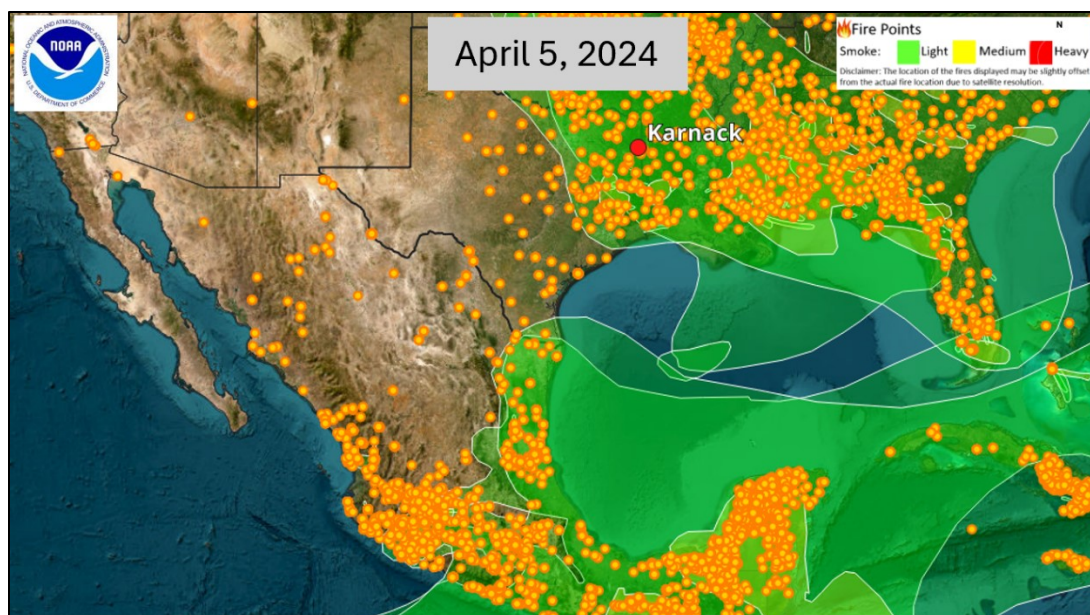 NOAA
NATIONAL OCEANIC AND ATMOSPHERIC ADMINISTRATION
U.S. DEPARTMENT OF COMMERCE
April 5, 2024
Fire Points
N
Smoke: Light Medium Heavy
Disclaimer: The location of the fires displayed may be slightly offset
from the actual fire location due to satellite resolution.
Karnack